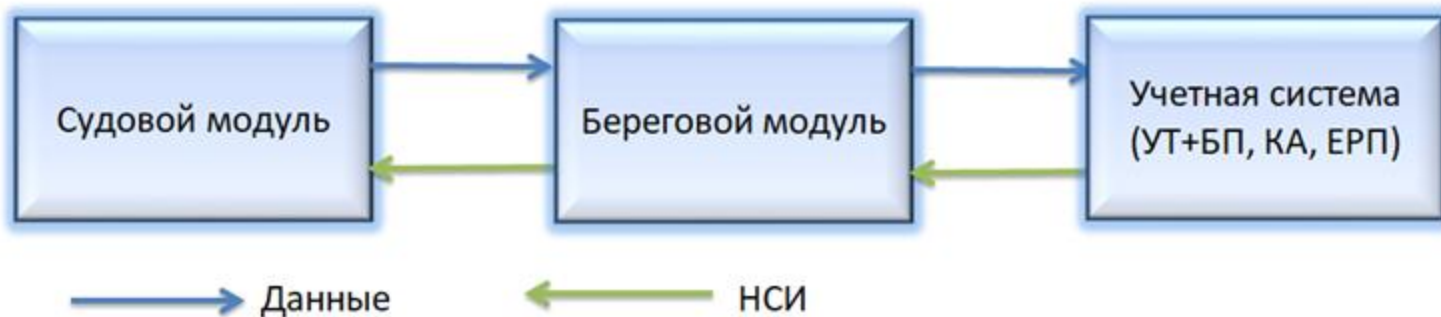 Судовой модуль
Береговой модуль
Учетная система
(УТ+БП, КА, ЕРП)
Данные
НСИ